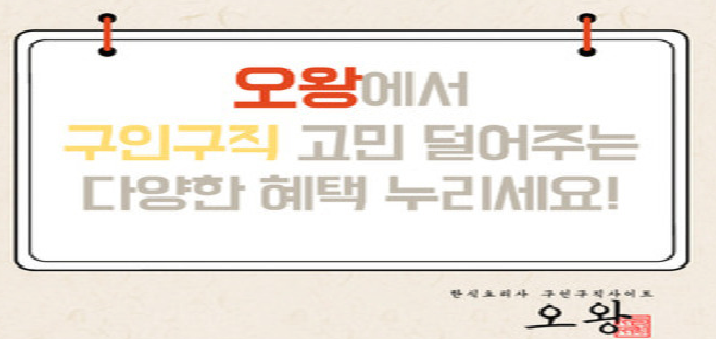 오왕에서
구인구직 고민 덜어주는
다양한 혜택 누리세요!
한식요리사 구인구직사이트
오왕